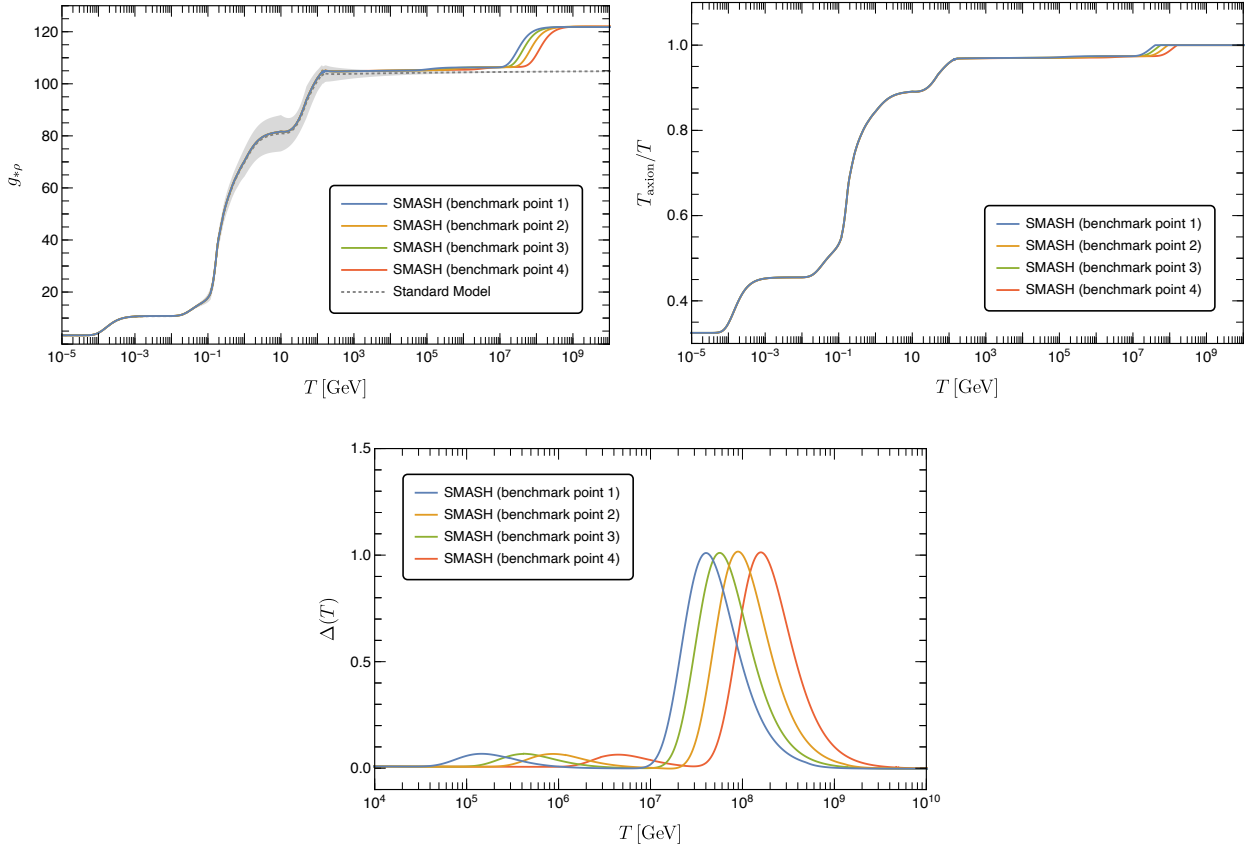 120
100
80
60
40
20
g∗ρ
SMASH (benchmark point 1)
SMASH (benchmark point 2)
SMASH (benchmark point 3)
SMASH (benchmark point 4)
Standard Model
10⁻⁵ 10⁻³ 10⁻¹ 10 10³ 10⁵ 10⁷ 10⁹
T [GeV]
1.0
0.8
0.6
0.4
T_axion/T
SMASH (benchmark point 1)
SMASH (benchmark point 2)
SMASH (benchmark point 3)
SMASH (benchmark point 4)
10⁻⁵ 10⁻³ 10⁻¹ 10 10³ 10⁵ 10⁷ 10⁹
T [GeV]
1.5
1.0
0.5
0.0
Δ(T)
SMASH (benchmark point 1)
SMASH (benchmark point 2)
SMASH (benchmark point 3)
SMASH (benchmark point 4)
10⁴ 10⁵ 10⁶ 10⁷ 10⁸ 10⁹ 10¹⁰
T [GeV]